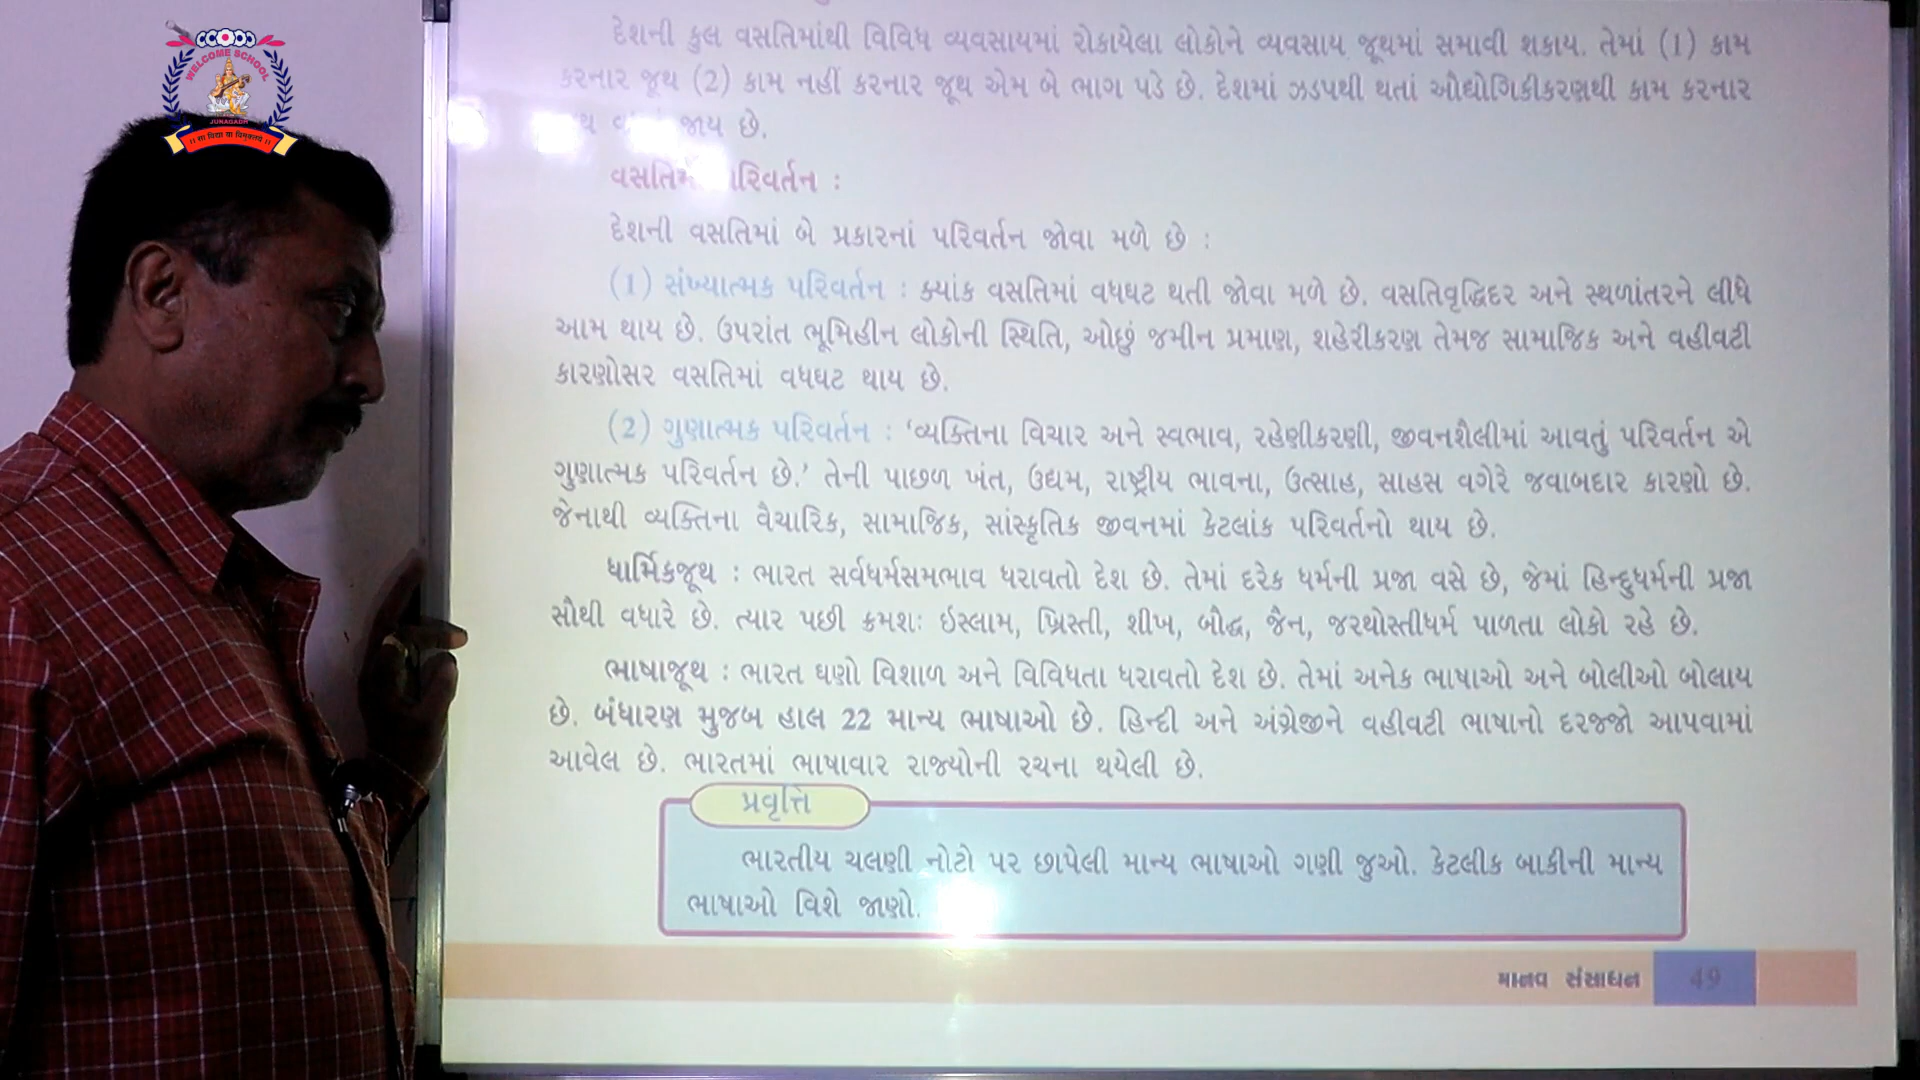 WELCOME SCHOOL
JUNAGADH
।। सा विद्या या विमुक्तये ।।
દેશની કુલ વસતિમાંથી વિવિધ વ્યવસાયમાં રોકાયેલા લોકોને વ્યવસાય જૂથમાં સમાવી શકાય. તેમાં (1) કામ
કરનાર જૂથ (2) કામ નહીં કરનાર જૂથ એમ બે ભાગ પડે છે. દેશમાં ઝડપથી થતાં ઔદ્યોગિકીકરણથી કામ કરનાર
જાય છે.
દેશની વસતિમાં બે પ્રકારનાં પરિવર્તન જોવા મળે છે :
(1) સંખ્યાત્મક પરિવર્તન : ક્યાંક વસતિમાં વધઘટ થતી જોવા મળે છે. વસતિવૃદ્ધિદર અને સ્થળાંતરને લીધે
આમ થાય છે. ઉપરાંત ભૂમિહીન લોકોની સ્થિતિ, ઓછું જમીન પ્રમાણ, શહેરીકરણ તેમજ સામાજિક અને વહીવટી
કારણોસર વસતિમાં વધઘટ થાય છે.
(2) ગુણાત્મક પરિવર્તન : ‘વ્યક્તિના વિચાર અને સ્વભાવ, રહેણીકરણી, જીવનશૈલીમાં આવતું પરિવર્તન એ
ગુણાત્મક પરિવર્તન છે.’ તેની પાછળ ખંત, ઉદ્યમ, રાષ્ટ્રીય ભાવના, ઉત્સાહ, સાહસ વગેરે જવાબદાર કારણો છે.
જેનાથી વ્યક્તિના વૈચારિક, સામાજિક, સાંસ્કૃતિક જીવનમાં કેટલાંક પરિવર્તનો થાય છે.
ધાર્મિકજૂથ : ભારત સર્વધર્મસમભાવ ધરાવતો દેશ છે. તેમાં દરેક ધર્મની પ્રજા વસે છે, જેમાં હિન્દુધર્મની પ્રજા
સૌથી વધારે છે. ત્યાર પછી ક્રમશઃ ઇસ્લામ, ખ્રિસ્તી, શીખ, બૌદ્ધ, જૈન, જરથોસ્તીધર્મ પાળતા લોકો રહે છે.
ભાષાજૂથ : ભારત ઘણો વિશાળ અને વિવિધતા ધરાવતો દેશ છે. તેમાં અનેક ભાષાઓ અને બોલીઓ બોલાય
છે. બંધારણ મુજબ હાલ 22 માન્ય ભાષાઓ છે. હિન્દી અને અંગ્રેજીને વહીવટી ભાષાનો દરજ્જો આપવામાં
આવેલ છે. ભારતમાં ભાષાવાર રાજ્યોની રચના થયેલી છે.
પ્રવૃત્તિ
ભારતીય ચલણી નોટો પર છાપેલી માન્ય ભાષાઓ ગણી જુઓ. કેટલીક બાકીની માન્ય
ભાષાઓ વિશે જાણો.
માનવ સંસાધન 49